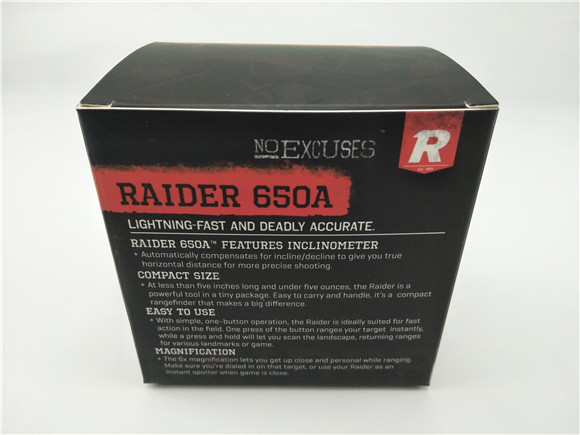 NO EXCUSES
R
RAIDER 650A
LIGHTNING-FAST AND DEADLY ACCURATE.
RAIDER 650A™ FEATURES INCLINOMETER
+ Automatically compensates for incline/decline to give you true
horizontal distance for more precise shooting.
COMPACT SIZE
+ At less than five inches long and under five ounces, the Raider is a
powerful tool in a tiny package. Easy to carry and handle, it's a compact
rangefinder that makes a big difference.
EASY TO USE
+ With simple, one-button operation, the Raider is ideally suited for fast
action in the field. One press of the button ranges your target instantly,
while a press and hold will let you scan the landscape, returning ranges
for various landmarks or game.
MAGNIFICATION
+ The 6x magnification lets you get up close and personal while ranging.
Make sure you're dialed in on that target, or use your Raider as an
instant spotter when game is close.